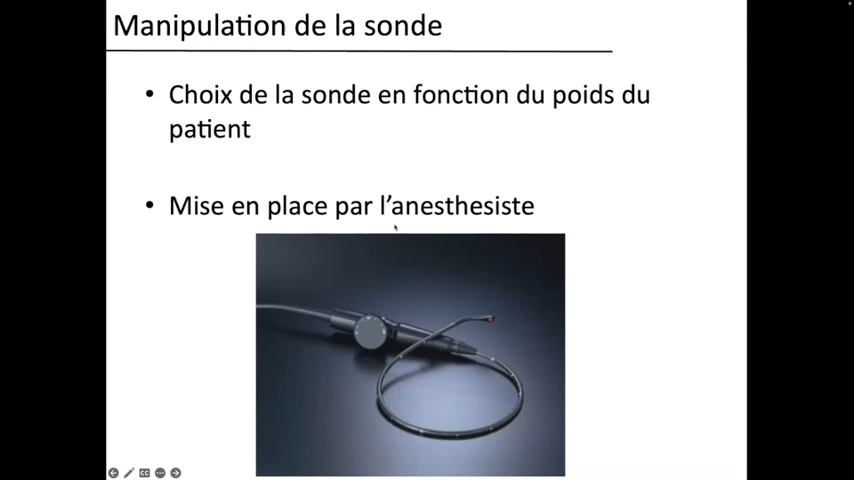 Manipulation de la sonde
• Choix de la sonde en fonction du poids du
patient
• Mise en place par l'anesthesiste
CC